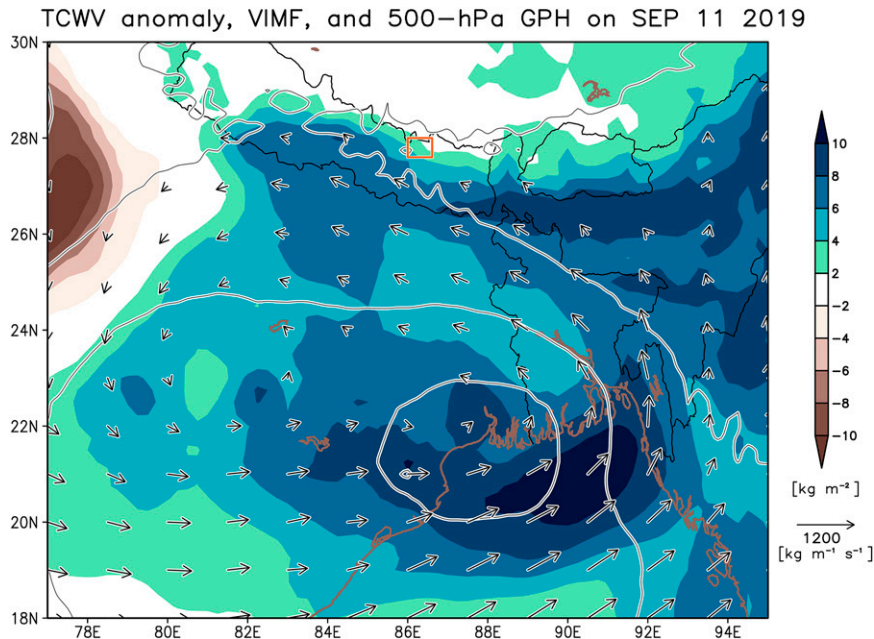 TCWV anomaly, VIMF, and 500-hPa GPH on SEP 11 2019
30N
28N
26N
24N
22N
20N
18N
78E 80E 82E 84E 86E 88E 90E 92E 94E
10
8
6
4
2
-2
-4
-6
-8
-10
[kg m⁻²]
1200
[kg m⁻¹ s⁻¹]